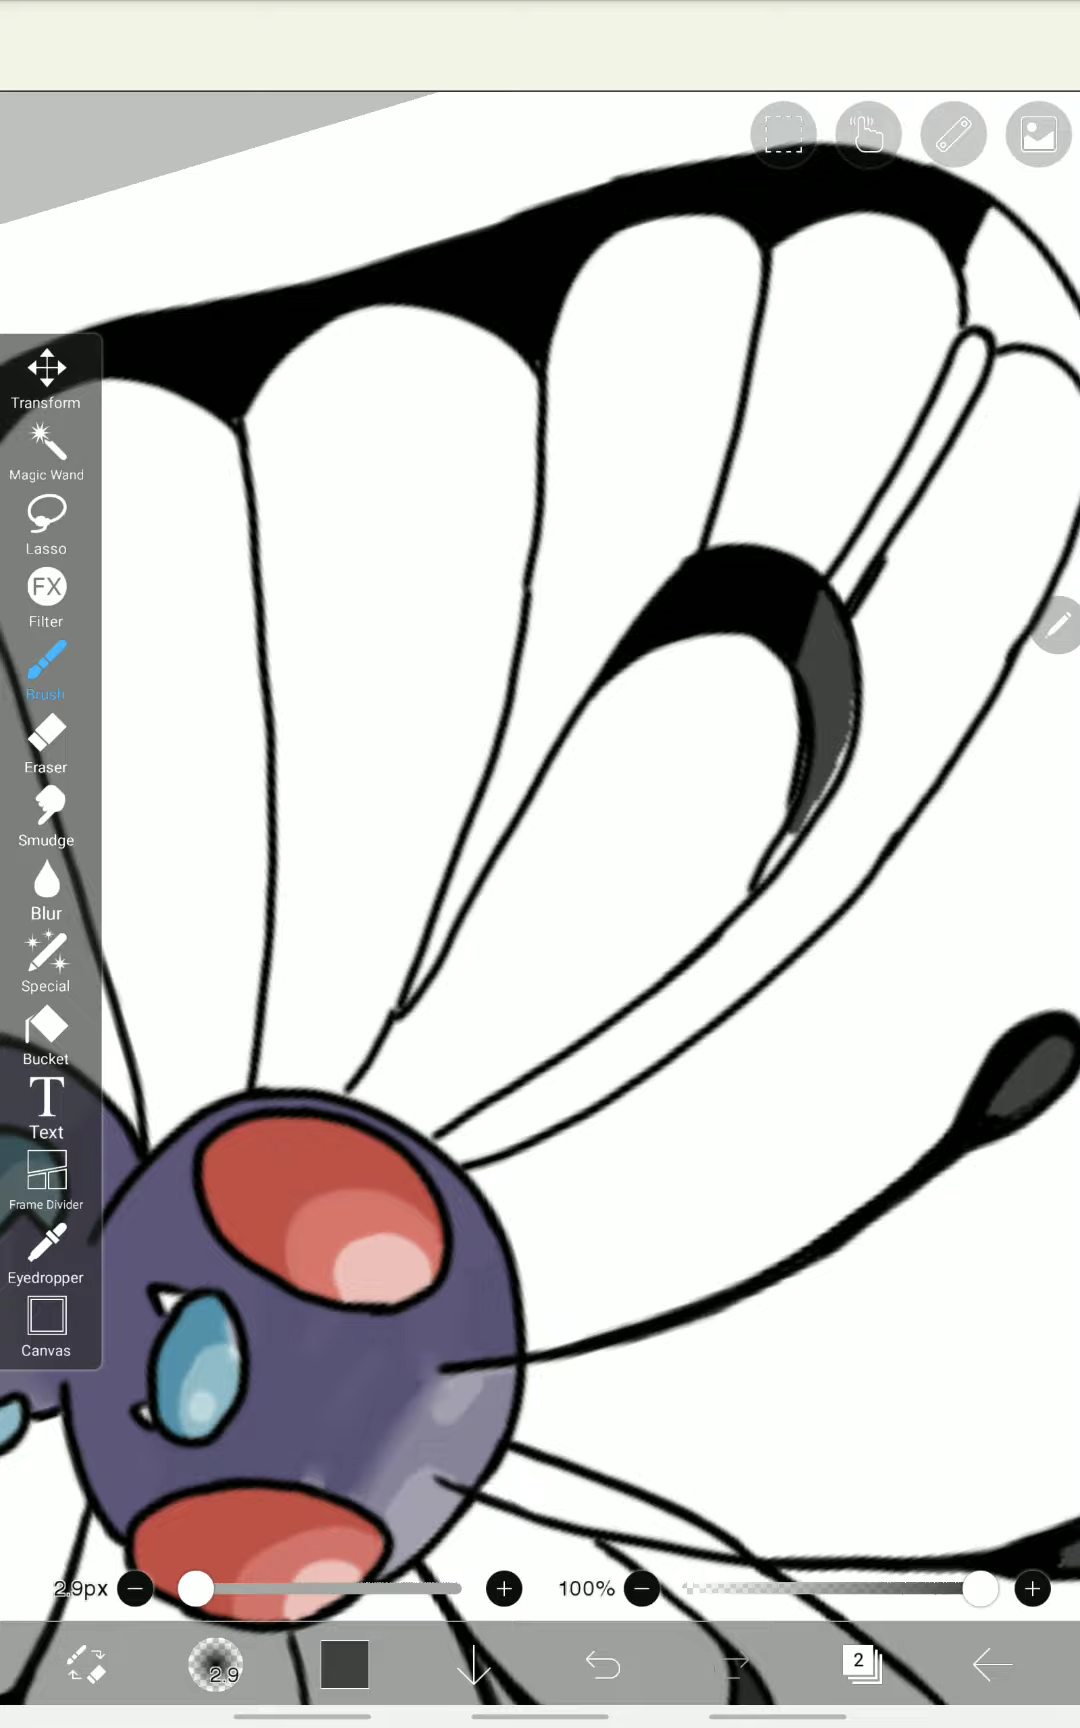 Transform
Magic Wand
Lasso
FX
Filter
Brush
Eraser
Smudge
Blur
Special
Bucket
T
Text
Frame Divider
Eyedropper
Canvas
2.9px
100%
2.9
2